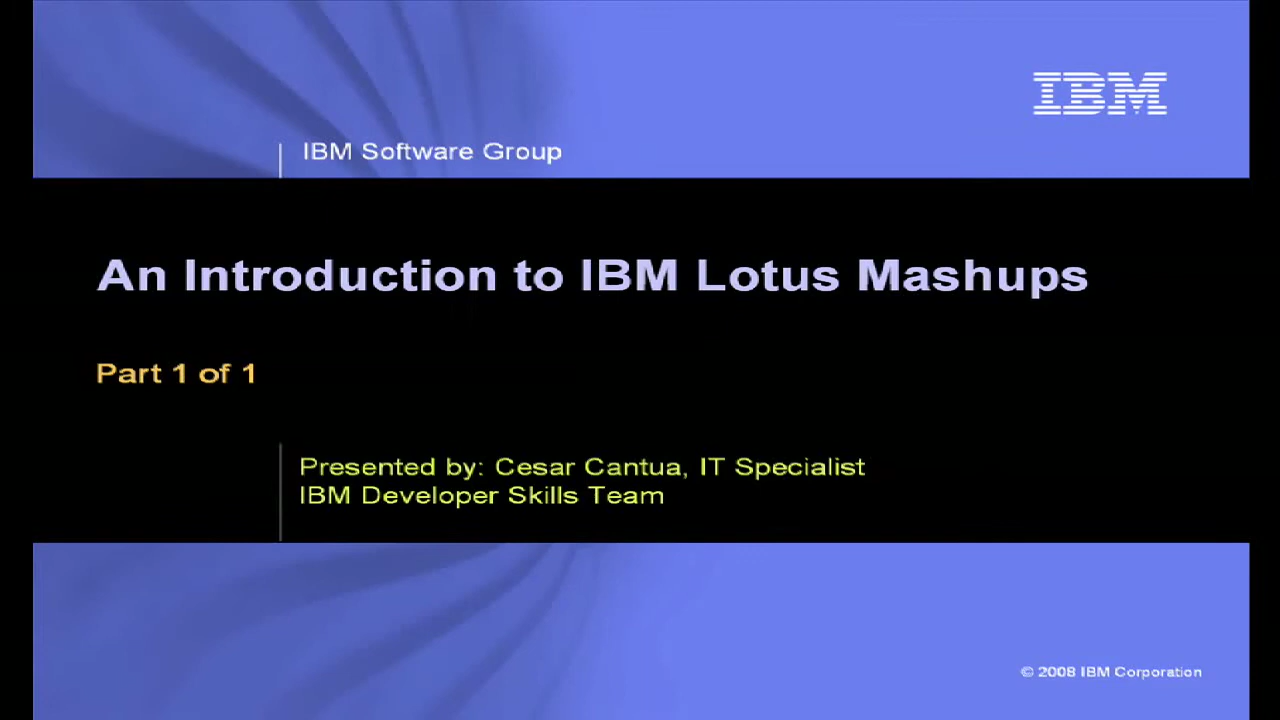 IBM
IBM Software Group
An Introduction to IBM Lotus Mashups
Part 1 of 1
Presented by: Cesar Cantua, IT Specialist
IBM Developer Skills Team
© 2008 IBM Corporation